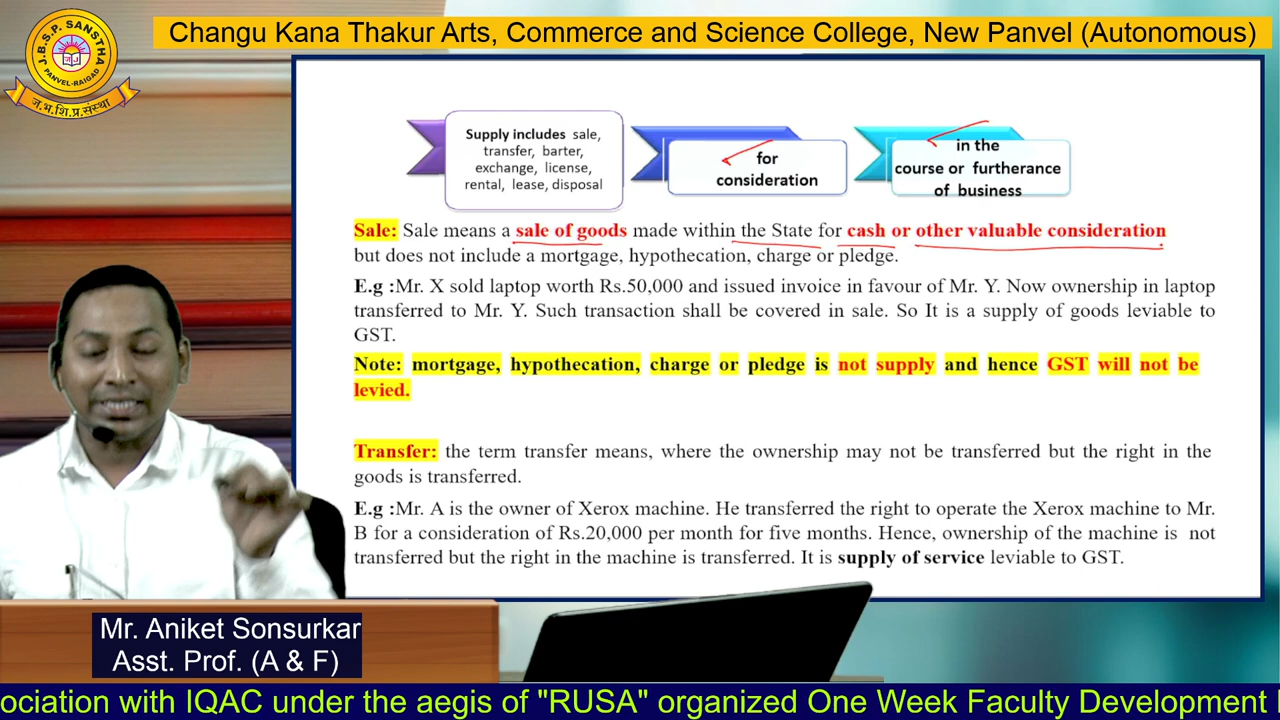 Changu Kana Thakur Arts, Commerce and Science College, New Panvel (Autonomous)
J.B.S.P. SANSTHA
PANVEL-RAIGAD
ज.भ.शि.प्र.संस्था
Supply includes sale,
transfer, barter,
exchange, license,
rental, lease, disposal
for
consideration
in the
course or furtherance
of business
Sale: Sale means a sale of goods made within the State for cash or other valuable consideration
but does not include a mortgage, hypothecation, charge or pledge.
E.g :Mr. X sold laptop worth Rs.50,000 and issued invoice in favour of Mr. Y. Now ownership in laptop
transferred to Mr. Y. Such transaction shall be covered in sale. So It is a supply of goods leviable to
GST.
Note: mortgage, hypothecation, charge or pledge is not supply and hence GST will not be
levied.
Transfer: the term transfer means, where the ownership may not be transferred but the right in the
goods is transferred.
E.g :Mr. A is the owner of Xerox machine. He transferred the right to operate the Xerox machine to Mr.
B for a consideration of Rs.20,000 per month for five months. Hence, ownership of the machine is not
transferred but the right in the machine is transferred. It is supply of service leviable to GST.
Mr. Aniket Sonsurkar
Asst. Prof. (A & F)
ociation with IQAC under the aegis of "RUSA" organized One Week Faculty Development